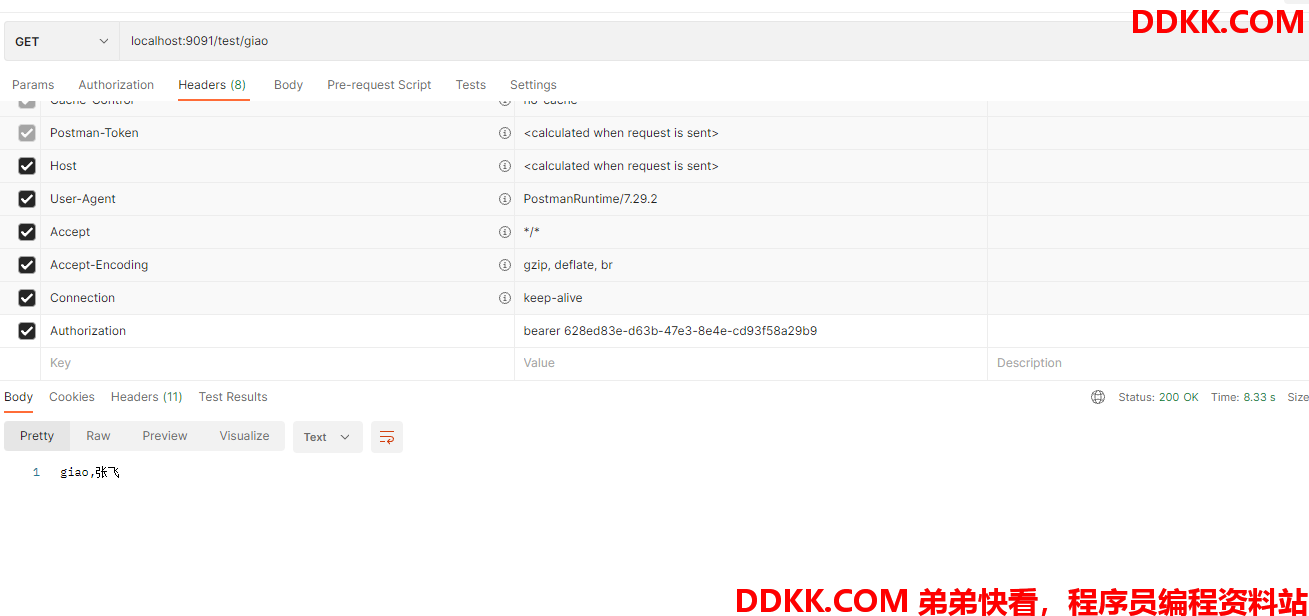 DDKK.COM
GET localhost:9091/test/giao
Params Authorization Headers (8) Body Pre-request Script Tests Settings
Cache-Control no-cache
Postman-Token <calculated when request is sent>
Host <calculated when request is sent>
User-Agent PostmanRuntime/7.29.2
Accept */*
Accept-Encoding gzip, deflate, br
Connection keep-alive
Authorization bearer 628ed83e-d63b-47e3-8e4e-cd93f58a29b9
Key Value Description
Body Cookies Headers (11) Test Results Status: 200 OK Time: 8.33 s Size
Pretty Raw Preview Visualize Text
1 giao,张飞
DDKK.COM 弟弟快看，程序员编程资料站